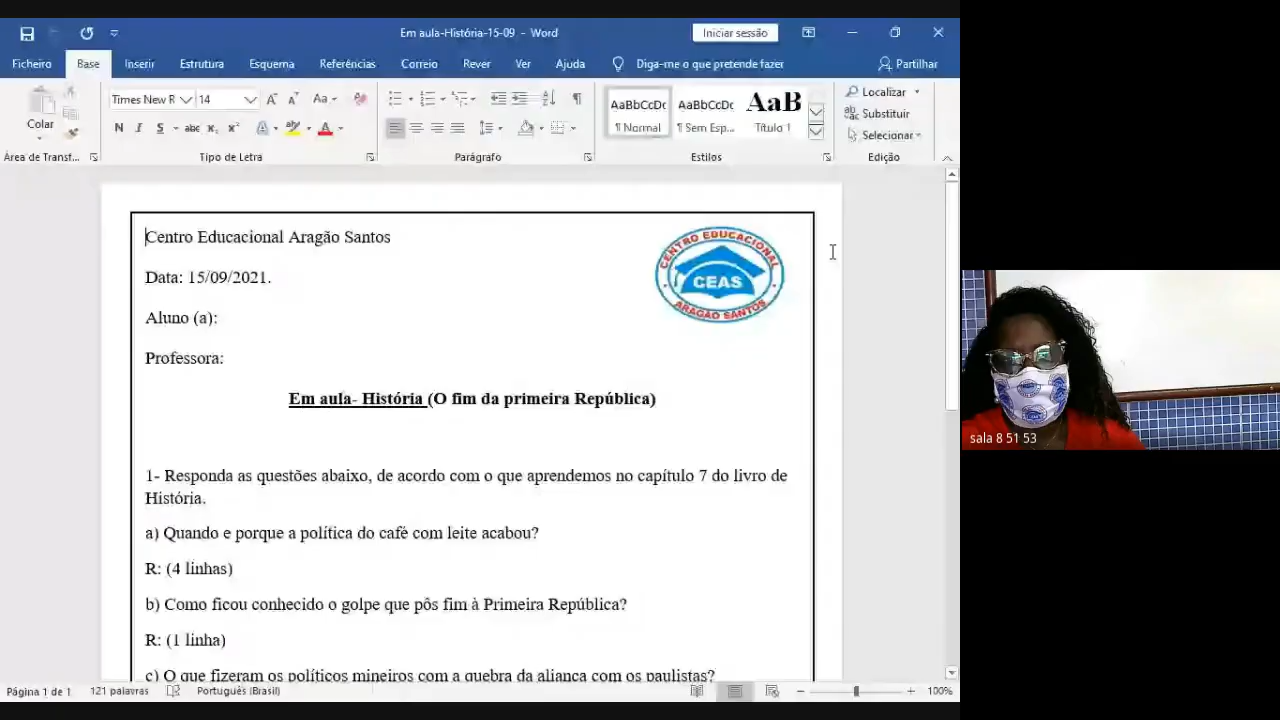 Em aula-História-15-09 - Word
Iniciar sessão
Ficheiro Base Inserir Estrutura Esquema Referências Correio Rever Ver Ajuda Diga-me o que pretende fazer Partilhar
Times New R 14 Aa
Colar
N I S abc x₂ x²
AaBbCcDc AaBbCcDc AaB
¶ Normal ¶ Sem Esp... Título 1
Localizar
Substituir
Selecionar
Área de Transf... Tipo de Letra Parágrafo Estilos Edição
Centro Educacional Aragão Santos
CENTRO EDUCACIONAL
CEAS
ARAGÃO SANTOS
Data: 15/09/2021.
Aluno (a):
Professora:
Em aula- História (O fim da primeira República)
1- Responda as questões abaixo, de acordo com o que aprendemos no capítulo 7 do livro de
História.
a) Quando e porque a política do café com leite acabou?
R: (4 linhas)
b) Como ficou conhecido o golpe que pôs fim à Primeira República?
R: (1 linha)
c) O que fizeram os políticos mineiros com a quebra da aliança com os paulistas?
Página 1 de 1 121 palavras Português (Brasil) 100%
sala 8 51 53